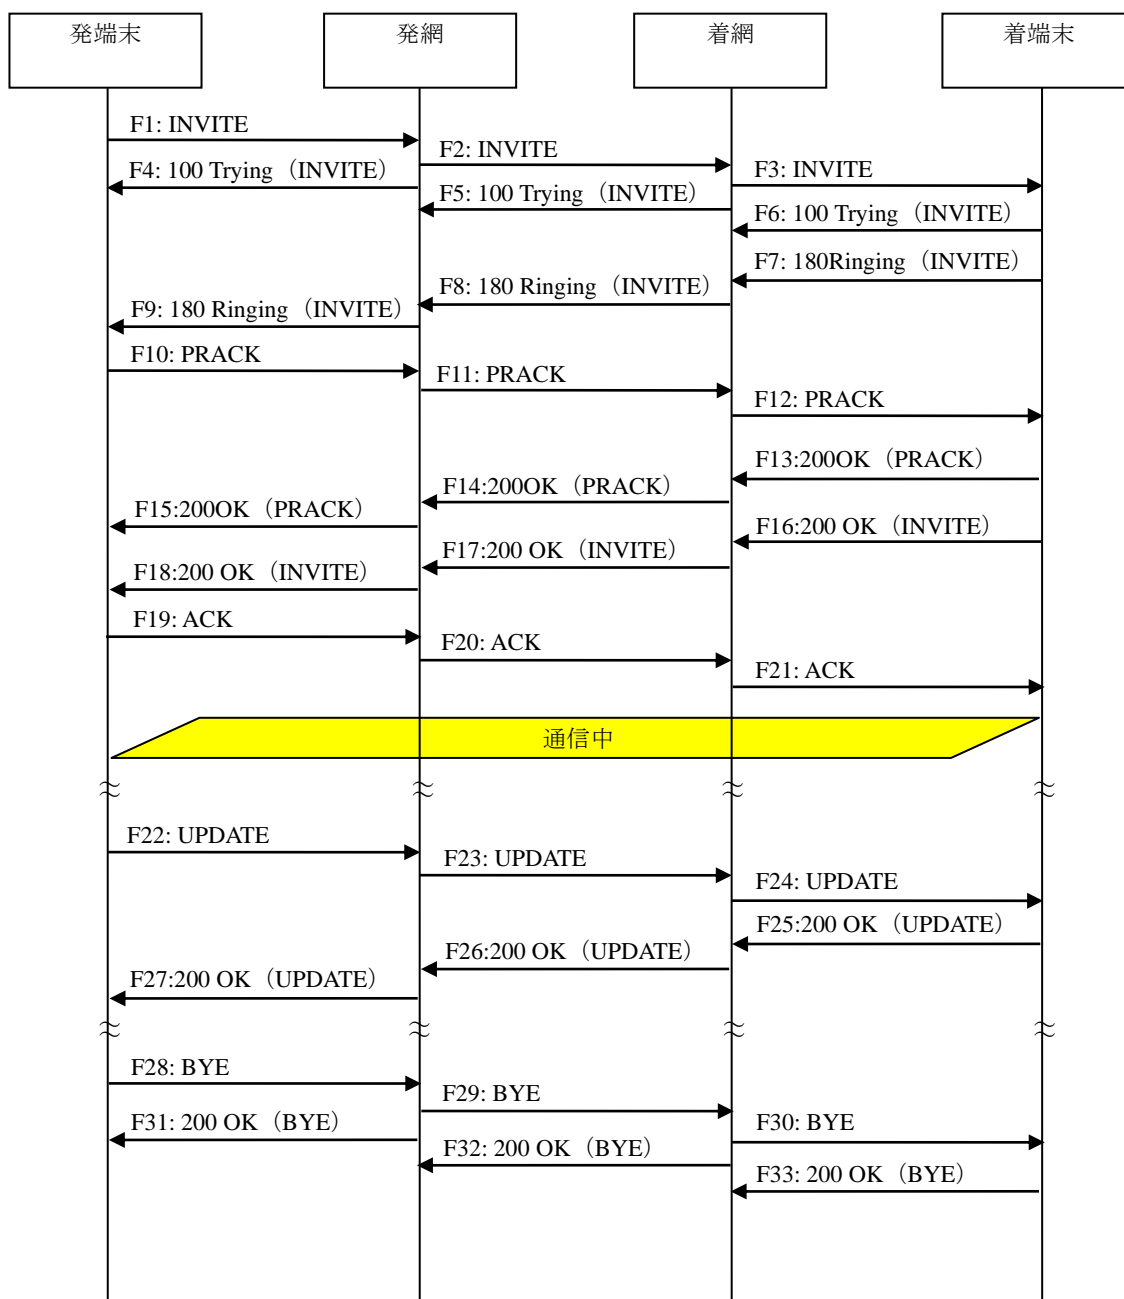 発端末
発網
着網
着端末
F1: INVITE
F2: INVITE
F3: INVITE
F4: 100 Trying（INVITE）
F5: 100 Trying（INVITE）
F6: 100 Trying（INVITE）
F7: 180Ringing（INVITE）
F8: 180 Ringing（INVITE）
F9: 180 Ringing（INVITE）
F10: PRACK
F11: PRACK
F12: PRACK
F13:200OK（PRACK）
F14:200OK（PRACK）
F15:200OK（PRACK）
F16:200 OK（INVITE）
F17:200 OK（INVITE）
F18:200 OK（INVITE）
F19: ACK
F20: ACK
F21: ACK
通信中
F22: UPDATE
F23: UPDATE
F24: UPDATE
F25:200 OK（UPDATE）
F26:200 OK（UPDATE）
F27:200 OK（UPDATE）
F28: BYE
F29: BYE
F30: BYE
F31: 200 OK（BYE）
F32: 200 OK（BYE）
F33: 200 OK（BYE）